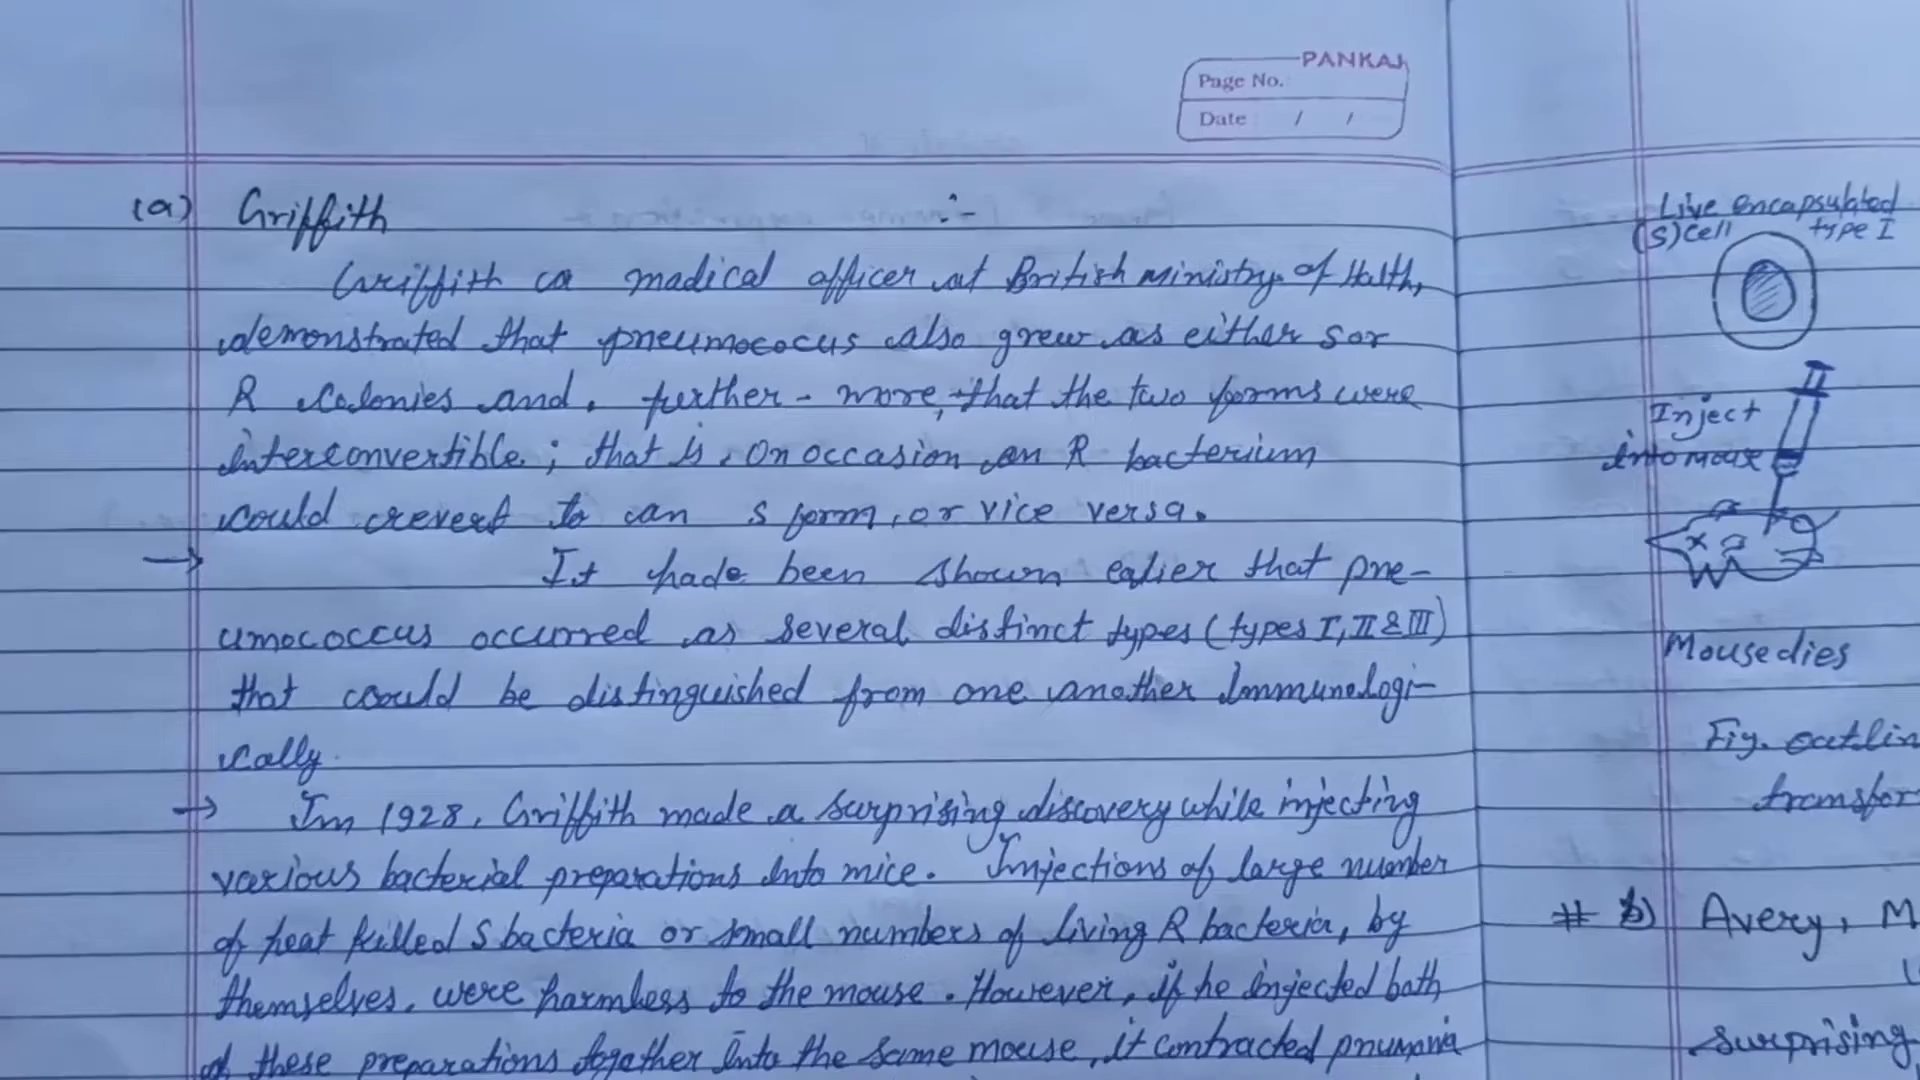 PANKAJ
Page No.
Date / /
(a) Griffith :-
Griffith a madical officer at British ministry of Halth,
demonstrated that pneumococus also grew as either s or
R Colonies and, further - more, that the two forms were
interconvertible; that is, on occasion an R bacterium
could revert to an s form, or vice versa.
→ It hade been shown ealier that pne-
umococcus occurred as several distinct types (types I, II & III)
that could be distinguished from one another Immunologi-
cally.
→ Im 1928, Griffith made a surprising discovery while injecting
various bacterial preparations into mice. Injections of large number
of heat killed S bacteria or small numbers of living R bacteria, by
themselves, were harmless to the mouse. However, if he injected bath
of these preparations togather into the same mouse, it contracted pnumonia
Live encapsulated
(S) cell type I
Inject
into mouse
Mouse dies
Fig. outlin
transfor
# b) Avery, M
surprising